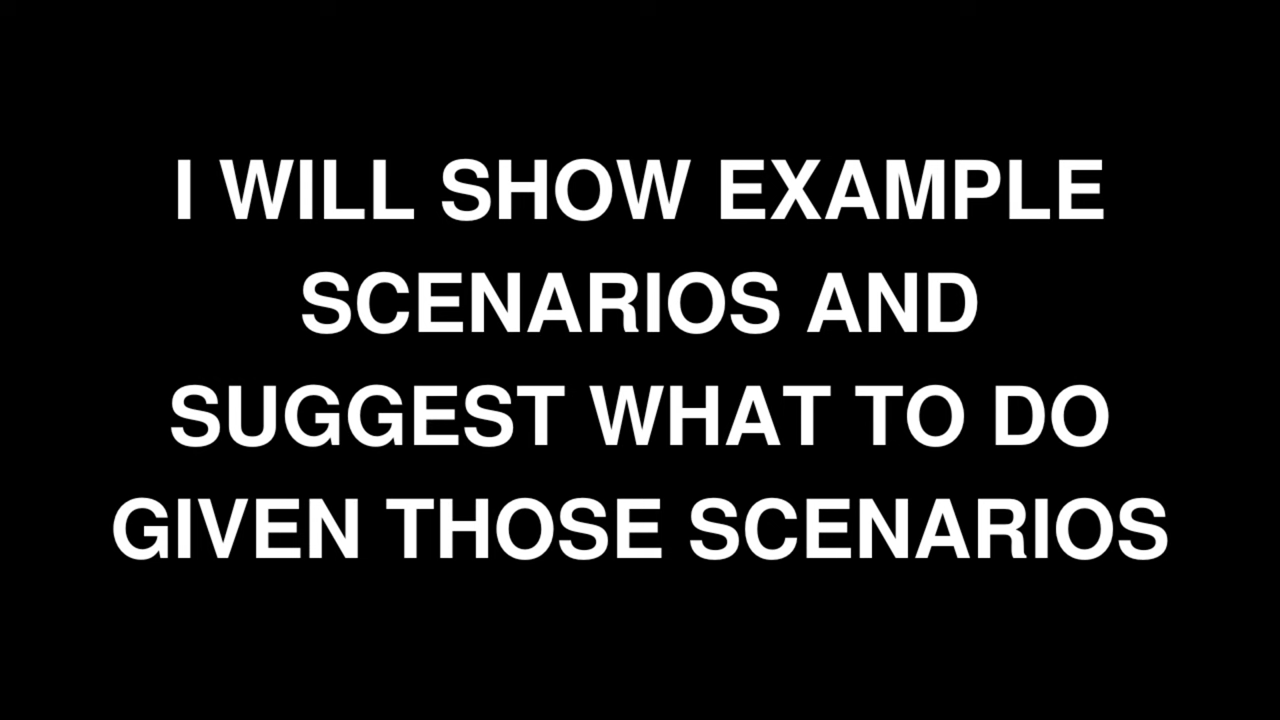 I WILL SHOW EXAMPLE
SCENARIOS AND
SUGGEST WHAT TO DO
GIVEN THOSE SCENARIOS